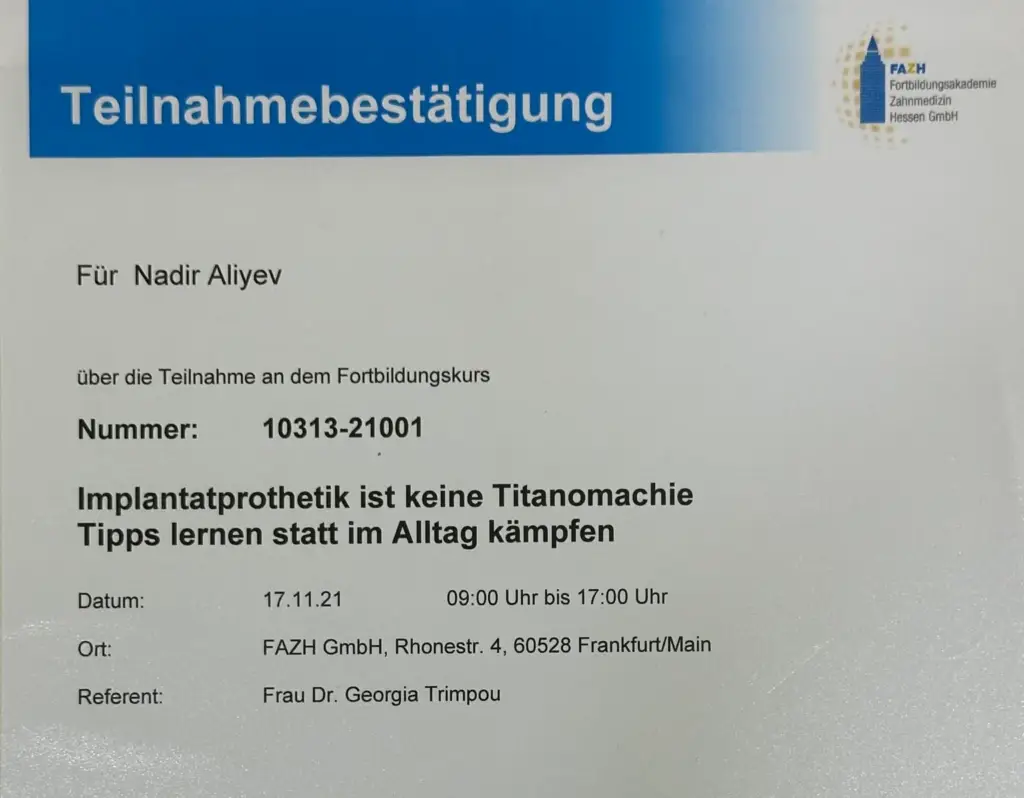 Teilnahmebestätigung
FAZH
Fortbildungsakademie
Zahnmedizin
Hessen GmbH
Für Nadir Aliyev
über die Teilnahme an dem Fortbildungskurs
Nummer: 10313-21001
Implantatprothetik ist keine Titanomachie
Tipps lernen statt im Alltag kämpfen
Datum: 17.11.21 09:00 Uhr bis 17:00 Uhr
Ort: FAZH GmbH, Rhonestr. 4, 60528 Frankfurt/Main
Referent: Frau Dr. Georgia Trimpou